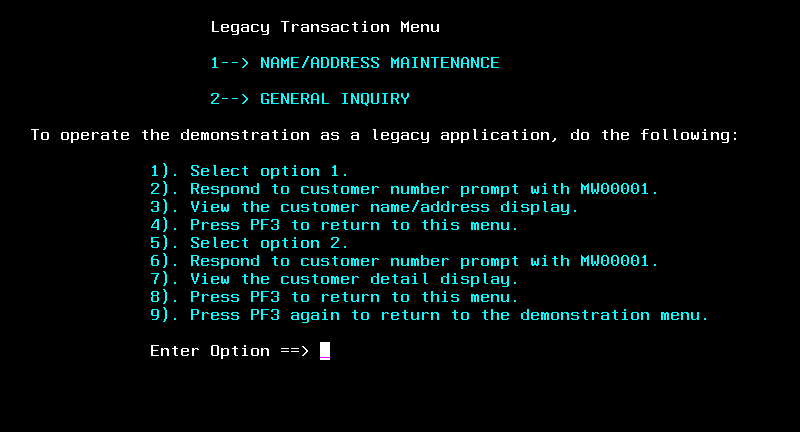 Legacy Transaction Menu
1--> NAME/ADDRESS MAINTENANCE
2--> GENERAL INQUIRY
To operate the demonstration as a legacy application, do the following:
1). Select option 1.
2). Respond to customer number prompt with MW00001.
3). View the customer name/address display.
4). Press PF3 to return to this menu.
5). Select option 2.
6). Respond to customer number prompt with MW00001.
7). View the customer detail display.
8). Press PF3 to return to this menu.
9). Press PF3 again to return to the demonstration menu.
Enter Option ==>